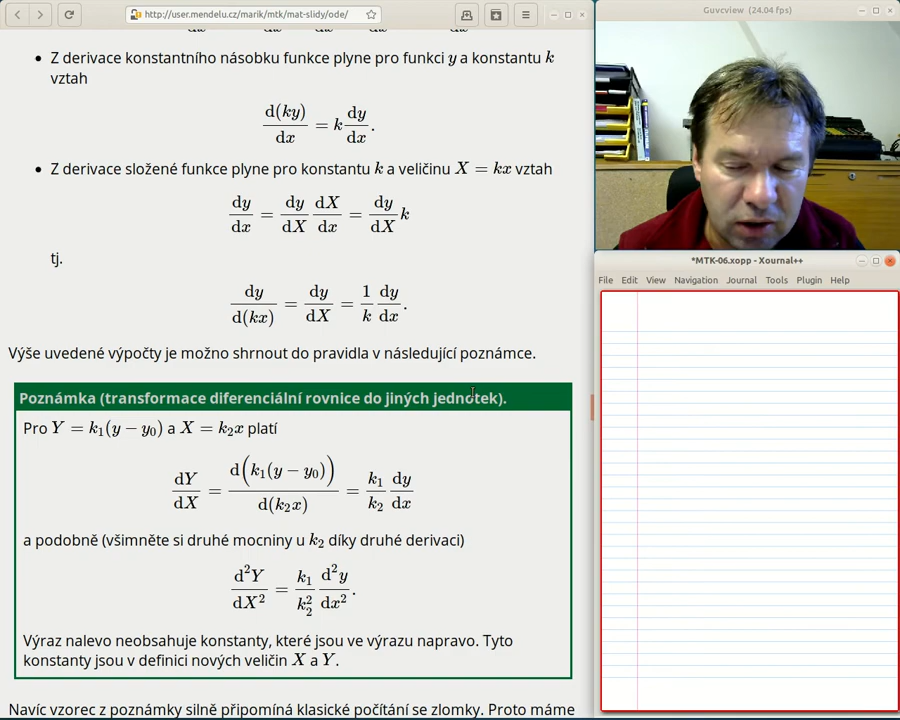 http://user.mendelu.cz/marik/mtk/mat-slidy/ode/
Guvcview (24.04 fps)
• Z derivace konstantního násobku funkce plyne pro funkci y a konstantu k
vztah
d(ky)/dx = k dy/dx.
• Z derivace složené funkce plyne pro konstantu k a veličinu X = kx vztah
dy/dx = dy/dX dX/dx = dy/dX k
tj.
dy/d(kx) = dy/dX = 1/k dy/dx.
Výše uvedené výpočty je možno shrnout do pravidla v následující poznámce.
Poznámka (transformace diferenciální rovnice do jiných jednotek).
Pro Y = k₁(y − y₀) a X = k₂x platí
dY/dX = d(k₁(y − y₀))/d(k₂x) = k₁/k₂ dy/dx
a podobně (všimněte si druhé mocniny u k₂ díky druhé derivaci)
d²Y/dX² = k₁/k₂² d²y/dx².
Výraz nalevo neobsahuje konstanty, které jsou ve výrazu napravo. Tyto
konstanty jsou v definici nových veličin X a Y.
Navíc vzorec z poznámky silně připomíná klasické počítání se zlomky. Proto máme
*MTK-06.xopp - Xournal++
File Edit View Navigation Journal Tools Plugin Help